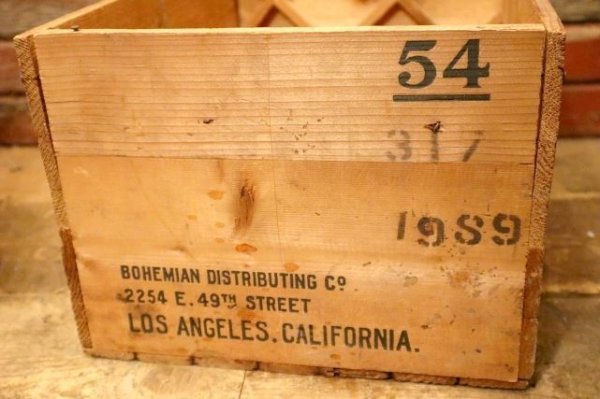 54
317
1989
BOHEMIAN DISTRIBUTING Cº
2254 E. 49TH STREET
LOS ANGELES. CALIFORNIA.